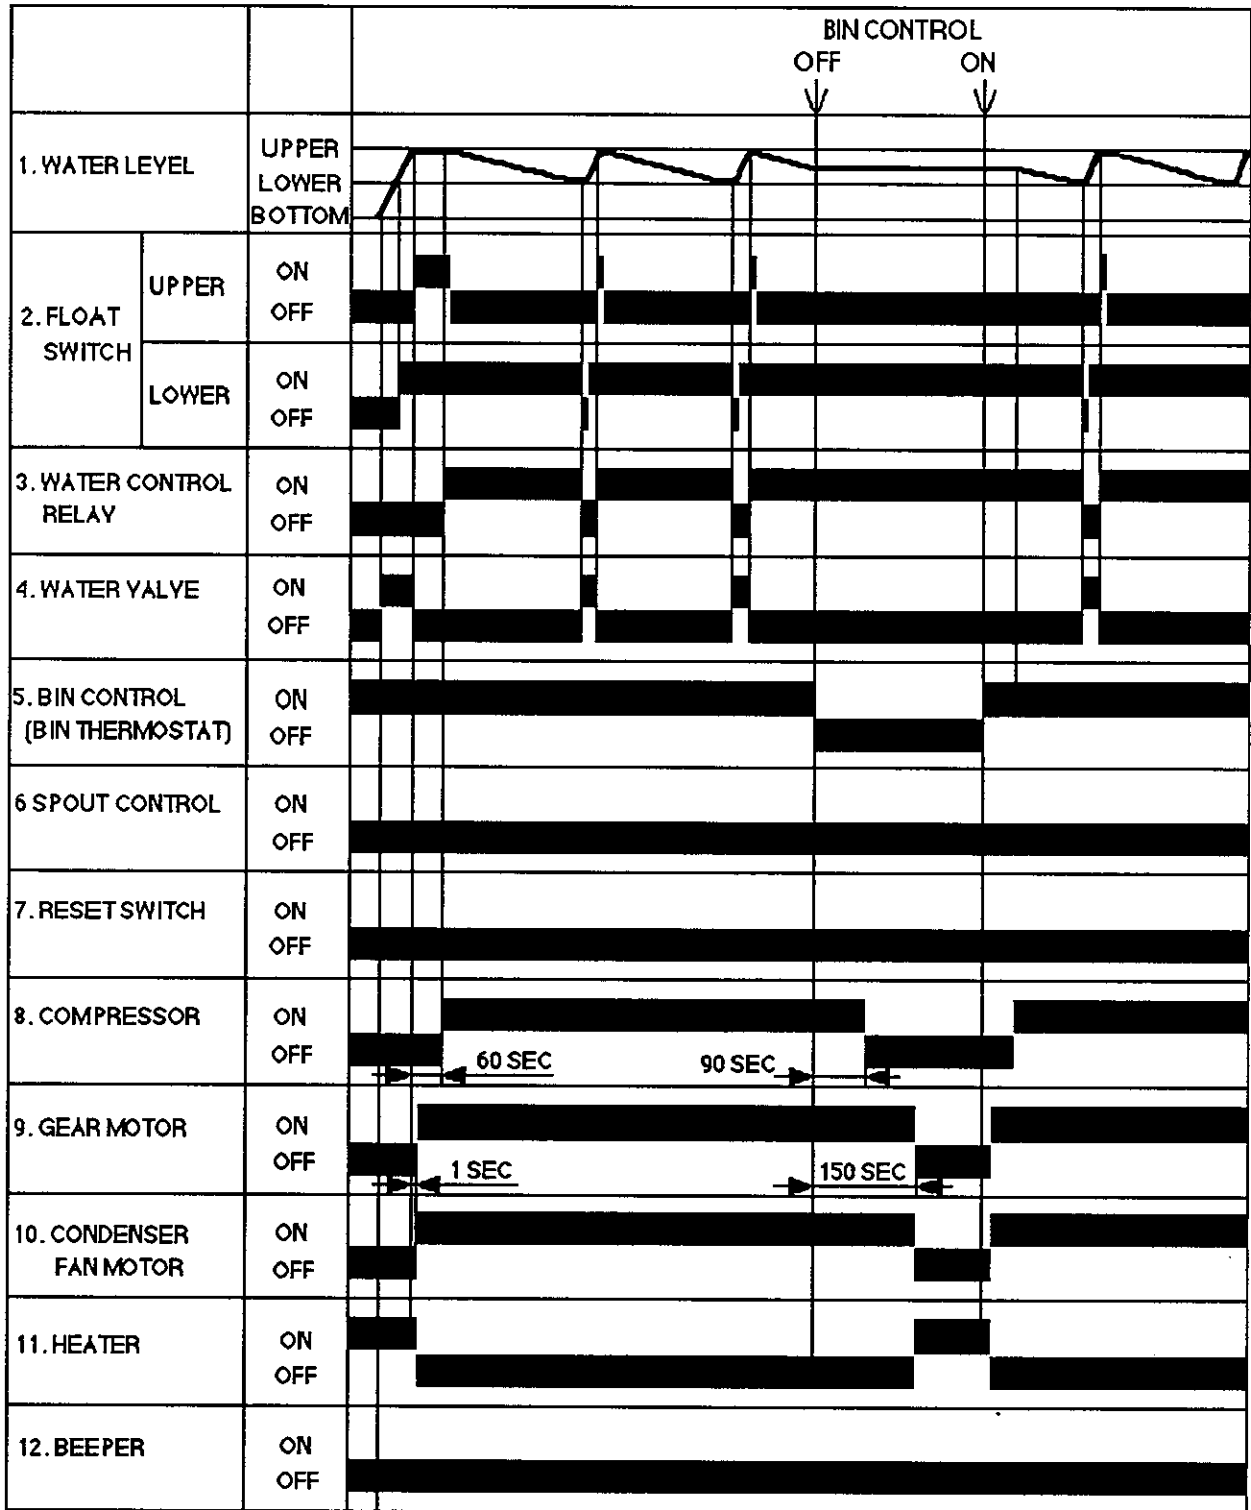 BIN CONTROL
OFF ON
1. WATER LEVEL
UPPER
LOWER
BOTTOM
2. FLOAT
SWITCH
UPPER
ON
OFF
LOWER
ON
OFF
3. WATER CONTROL
RELAY
ON
OFF
4. WATER VALVE
ON
OFF
5. BIN CONTROL
(BIN THERMOSTAT)
ON
OFF
6 SPOUT CONTROL
ON
OFF
7. RESET SWITCH
ON
OFF
8. COMPRESSOR
ON
OFF
60 SEC
90 SEC
9. GEAR MOTOR
ON
OFF
1 SEC
150 SEC
10. CONDENSER
FAN MOTOR
ON
OFF
11. HEATER
ON
OFF
12. BEEPER
ON
OFF